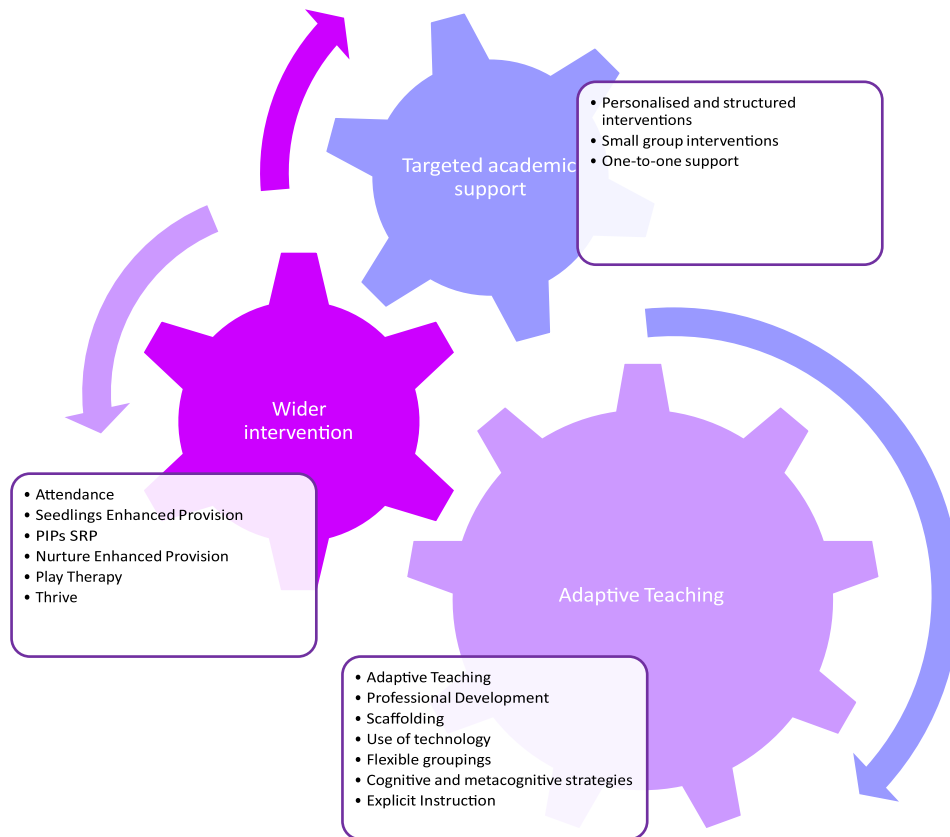 Targeted academic
support
• Personalised and structured
interventions
• Small group interventions
• One-to-one support
Wider
intervention
• Attendance
• Seedlings Enhanced Provision
• PIPs SRP
• Nurture Enhanced Provision
• Play Therapy
• Thrive
Adaptive Teaching
• Adaptive Teaching
• Professional Development
• Scaffolding
• Use of technology
• Flexible groupings
• Cognitive and metacognitive strategies
• Explicit Instruction